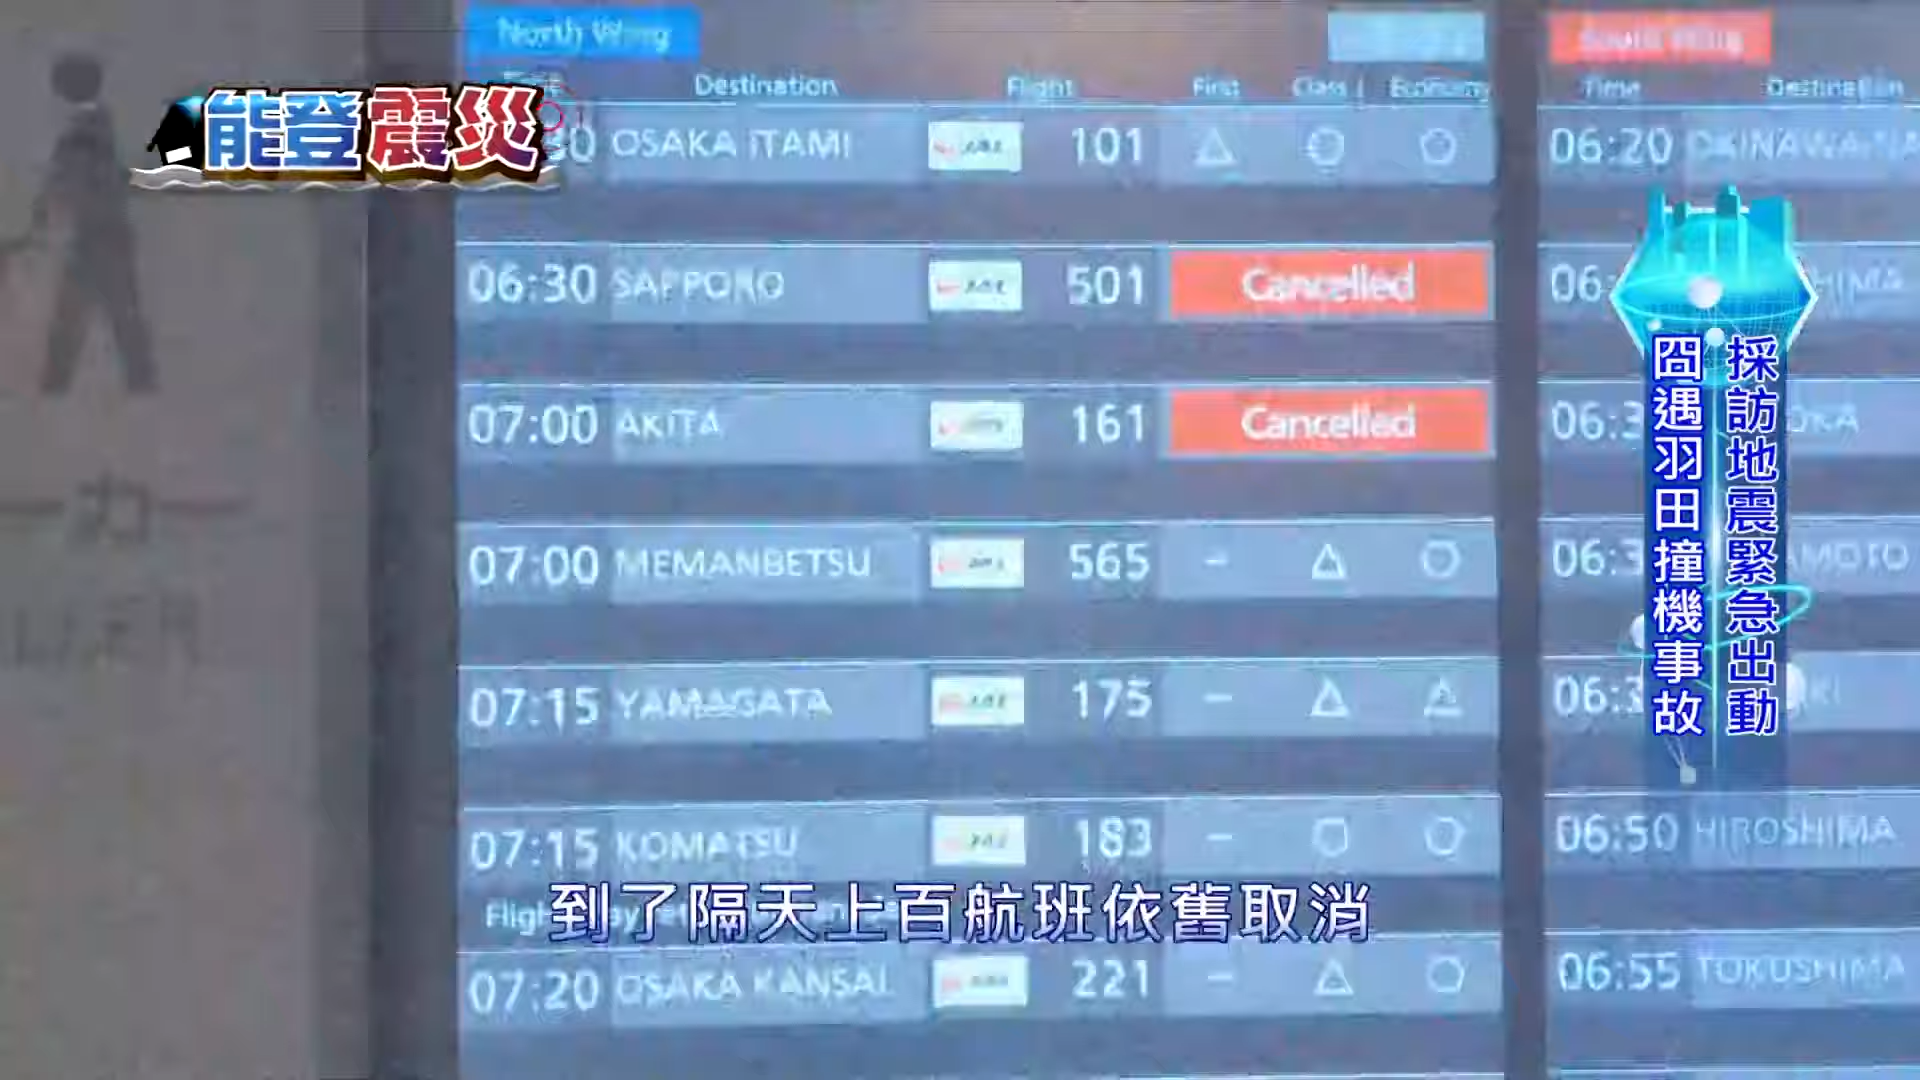 North Wing
South Wing
Destination Flight First Class J Economy
Time Destination
能登震災
OSAKA ITAMI 101
06:20 OKINAWA
06:30 SAPPORO 501 Cancelled
07:00 AKITA 161 Cancelled
07:00 MEMANBETSU 565
07:15 YAMAGATA 175
07:15 KOMATSU 183
06:50 HIROSHIMA
07:20 OSAKA KANSAI 221
06:55 TOKUSHIMA
採訪地震緊急出動
囧遇羽田撞機事故
到了隔天上百航班依舊取消